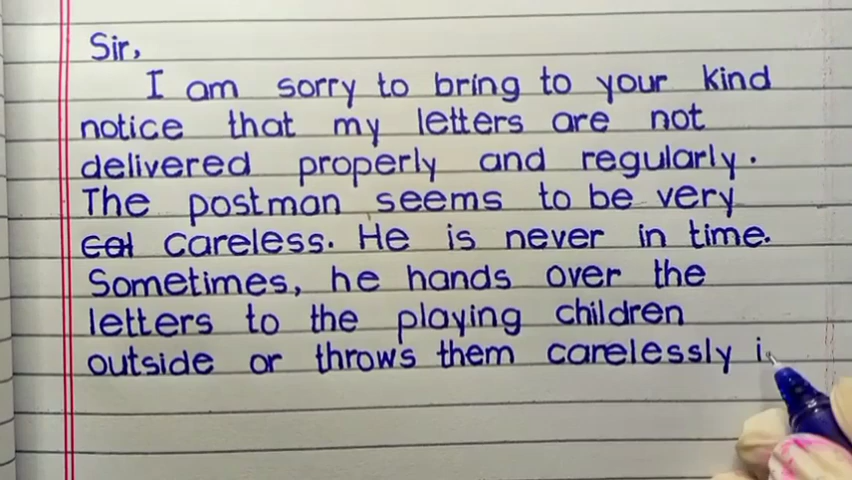 Sir,
I am sorry to bring to your kind
notice that my letters are not
delivered properly and regularly.
The postman seems to be very
careless. He is never in time.
Sometimes, he hands over the
letters to the playing children
outside or throws them carelessly i